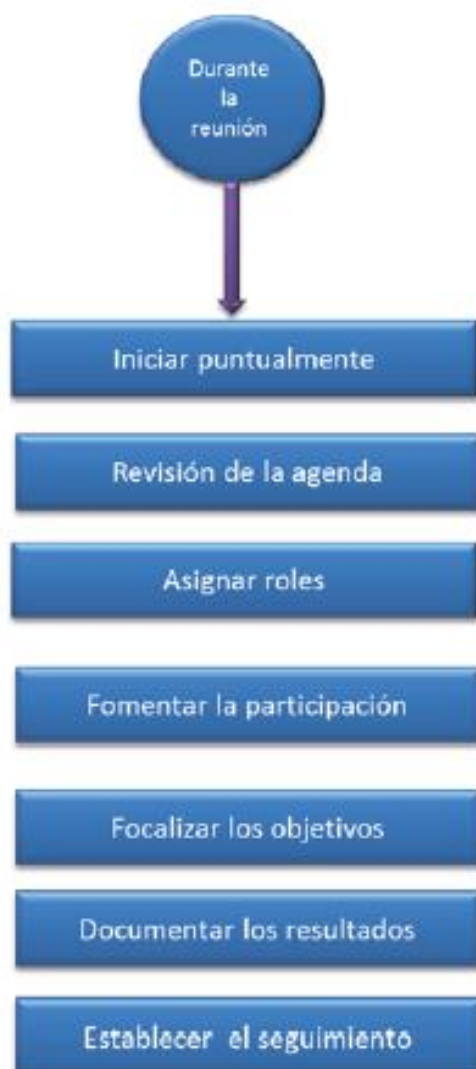 Durante
la
reunión
Iniciar puntualmente
Revisión de la agenda
Asignar roles
Fomentar la participación
Focalizar los objetivos
Documentar los resultados
Establecer el seguimiento